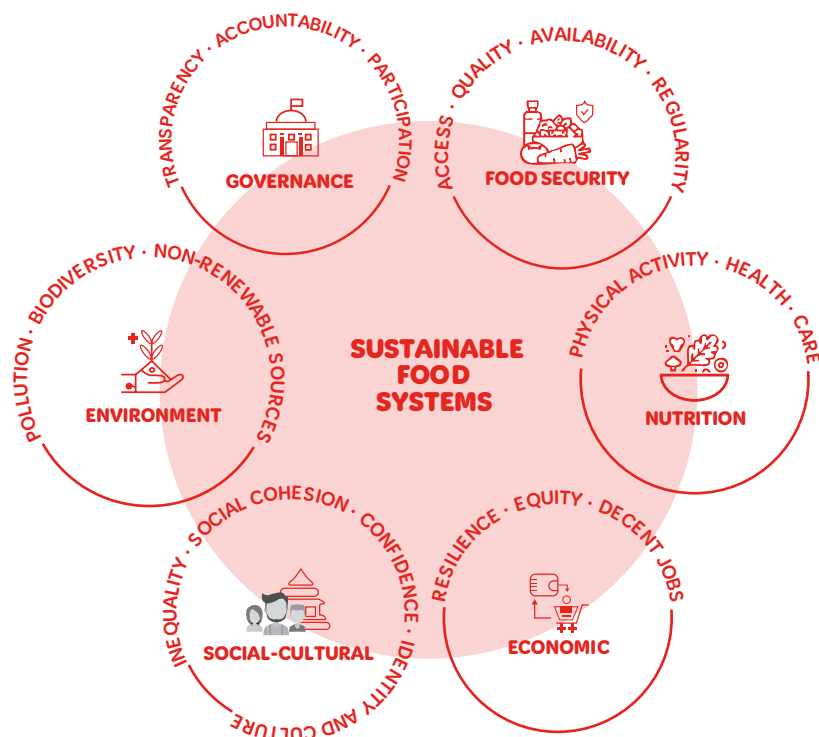 TRANSPARENCY · ACCOUNTABILITY · PARTICIPATION
GOVERNANCE
ACCESS · QUALITY · AVAILABILITY · REGULARITY
FOOD SECURITY
POLLUTION · BIODIVERSITY · NON-RENEWABLE SOURCES
ENVIRONMENT
SUSTAINABLE
FOOD
SYSTEMS
PHYSICAL ACTIVITY · HEALTH · CARE
NUTRITION
INEQUALITY · SOCIAL COHESION · CONFIDENCE · IDENTITY AND CULTURE
SOCIAL-CULTURAL
RESILIENCE · EQUITY · DECENT JOBS
ECONOMIC